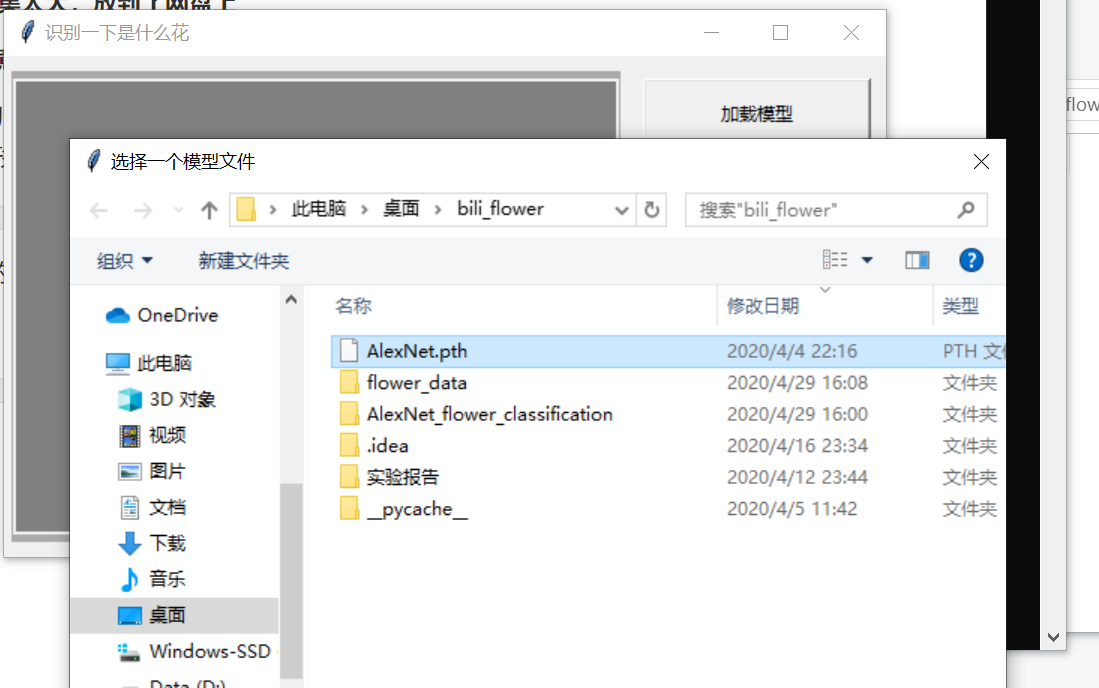 放到了网盘上
识别一下是什么花
加载模型
flow
选择一个模型文件
此电脑 桌面 bili_flower 搜索"bili_flower"
组织 新建文件夹
名称 修改日期 类型
OneDrive
此电脑
3D 对象
视频
图片
文档
下载
音乐
桌面
Windows-SSD
Data (D:)
AlexNet.pth 2020/4/4 22:16 PTH 文
flower_data 2020/4/29 16:08 文件夹
AlexNet_flower_classification 2020/4/29 16:00 文件夹
.idea 2020/4/16 23:34 文件夹
实验报告 2020/4/12 23:44 文件夹
__pycache__ 2020/4/5 11:42 文件夹